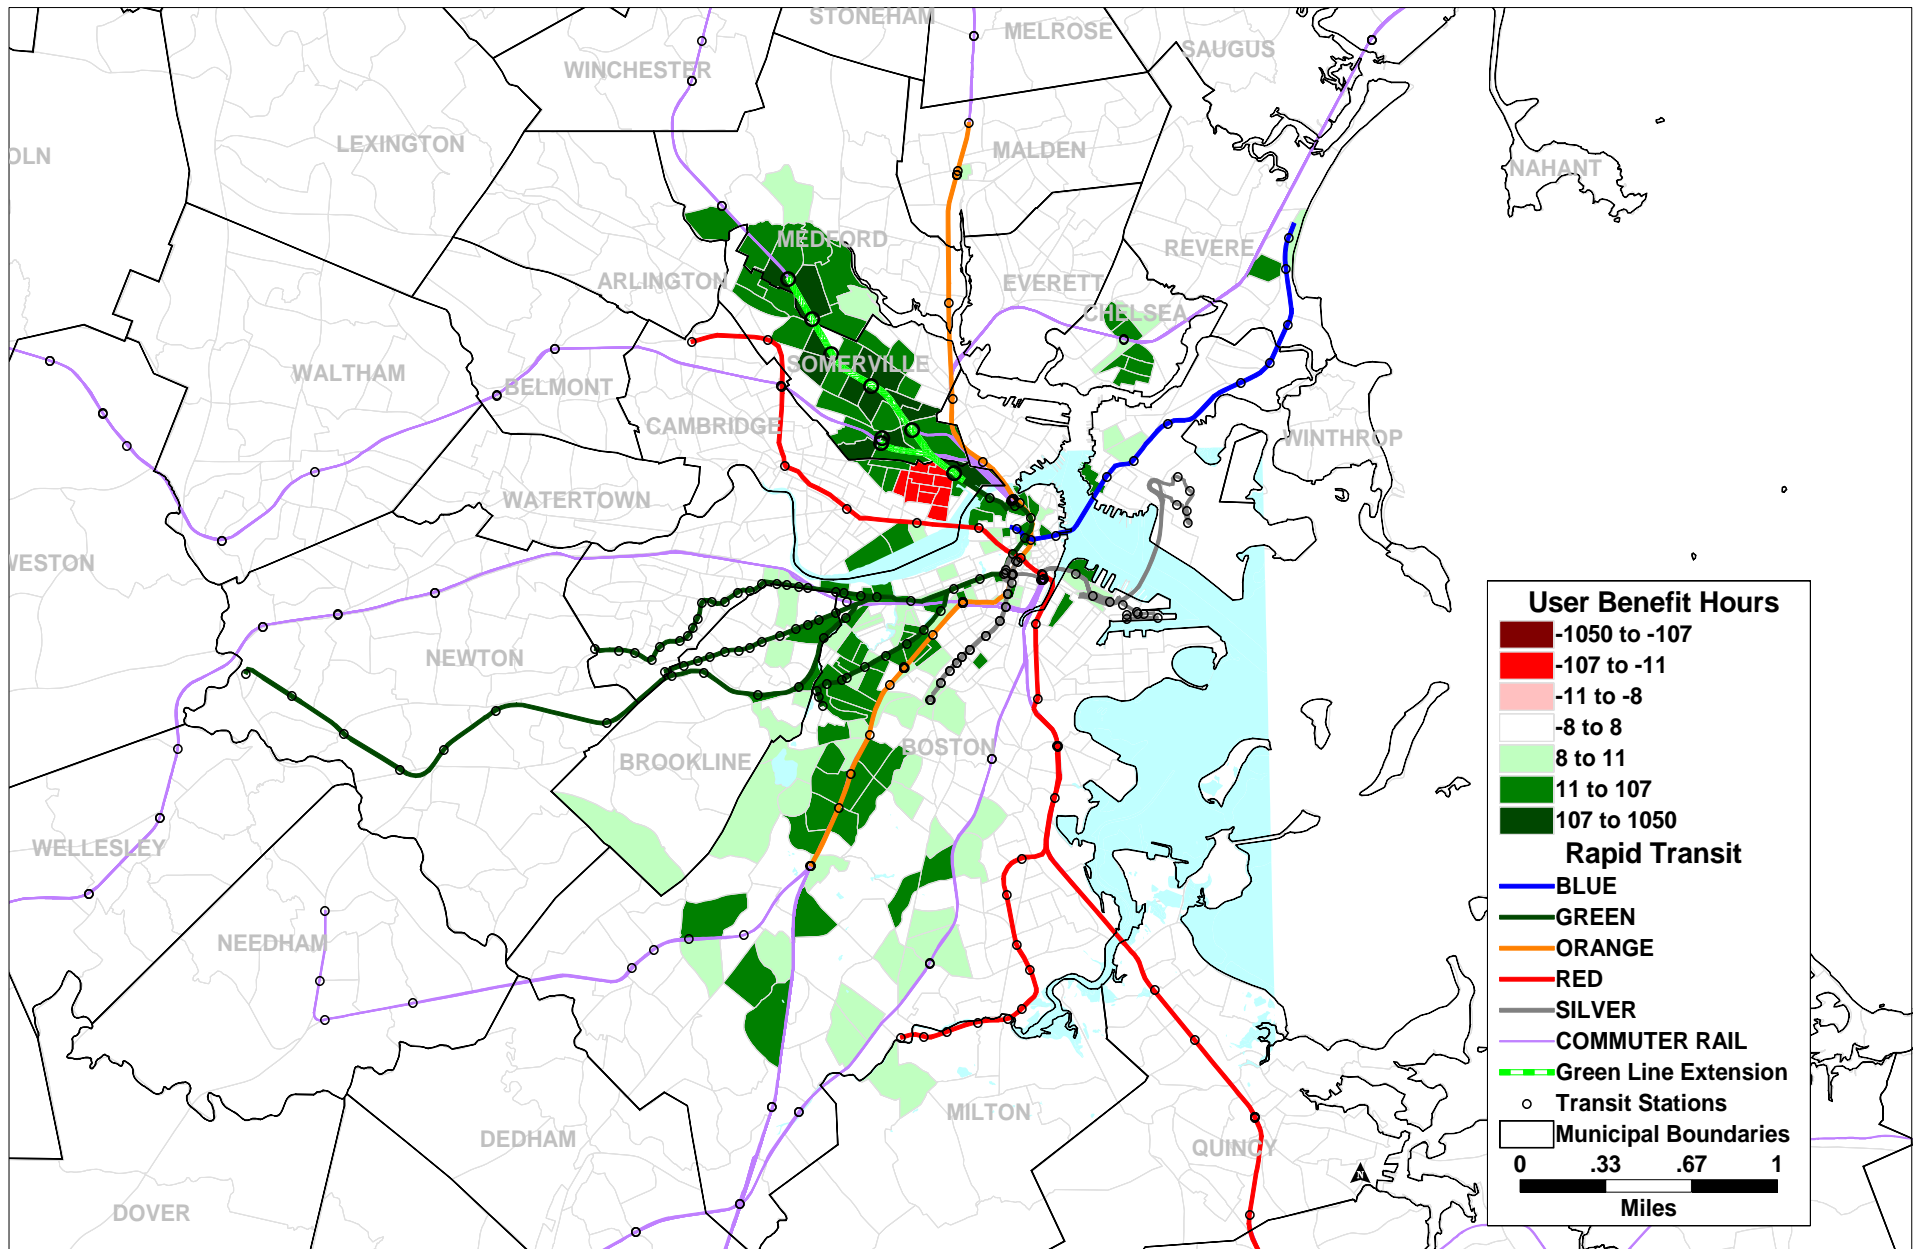 STONEHAM
MELROSE
SAUGUS
WINCHESTER
LEXINGTON
MALDEN
OLN
NAHANT
MEDFORD
REVERE
ARLINGTON
EVERETT
CHELSEA
SOMERVILLE
WALTHAM
BELMONT
CAMBRIDGE
WINTHROP
WATERTOWN
WESTON
NEWTON
BOSTON
BROOKLINE
WELLESLEY
NEEDHAM
MILTON
DEDHAM
QUINCY
DOVER
N
User Benefit Hours
-1050 to -107
-107 to -11
-11 to -8
-8 to 8
8 to 11
11 to 107
107 to 1050
Rapid Transit
BLUE
GREEN
ORANGE
RED
SILVER
COMMUTER RAIL
Green Line Extension
Transit Stations
Municipal Boundaries
0 .33 .67 1
Miles